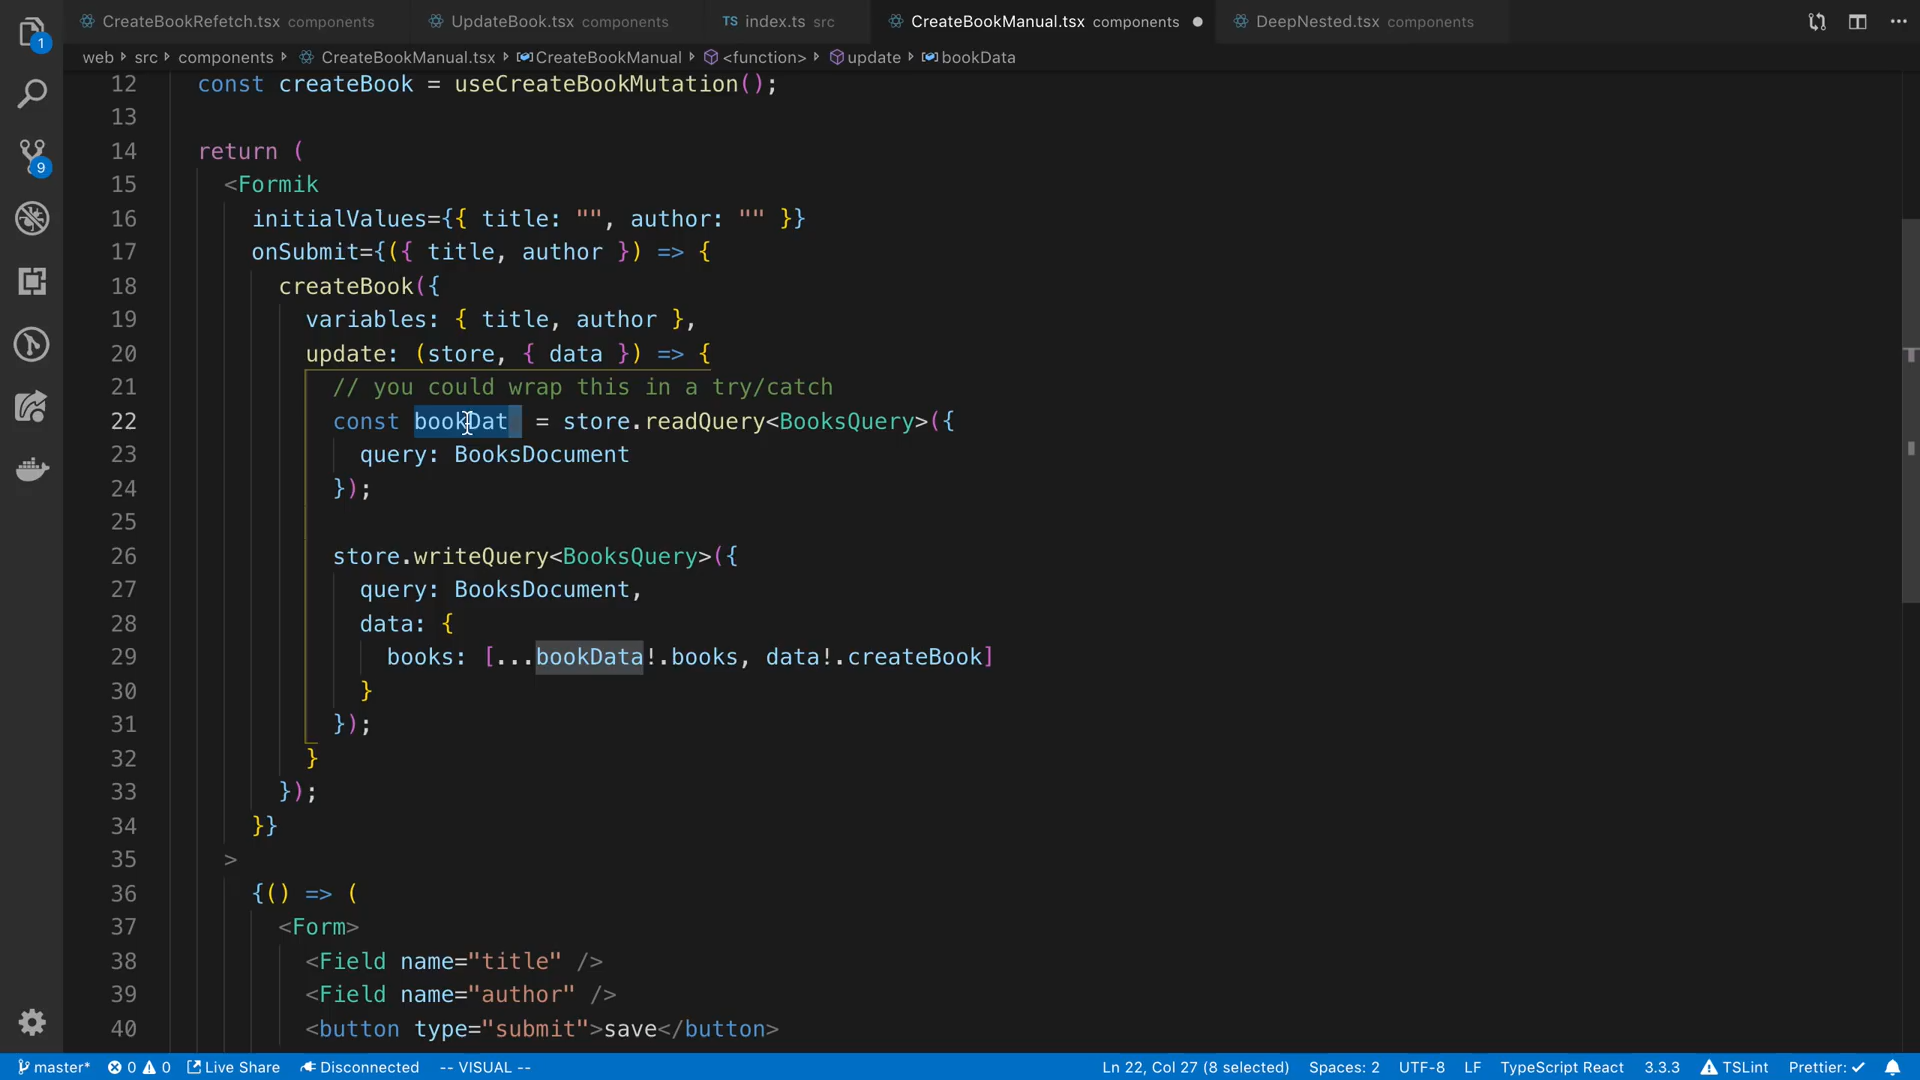 CreateBookRefetch.tsx components UpdateBook.tsx components TS index.ts src CreateBookManual.tsx components DeepNested.tsx components
1
web src components CreateBookManual.tsx CreateBookManual <function> update bookData
12 const createBook = useCreateBookMutation();
13
14 return (
15 <Formik
16 initialValues={{ title: "", author: "" }}
17 onSubmit={({ title, author }) => {
18 createBook({
19 variables: { title, author },
20 update: (store, { data }) => {
21 // you could wrap this in a try/catch
22 const bookDat = store.readQuery<BooksQuery>({
23 query: BooksDocument
24 });
25
26 store.writeQuery<BooksQuery>({
27 query: BooksDocument,
28 data: {
29 books: [...bookData!.books, data!.createBook]
30 }
31 });
32 }
33 });
34 }}
35 >
36 {() => (
37 <Form>
38 <Field name="title" />
39 <Field name="author" />
40 <button type="submit">save</button>
9
master* 0 0 Live Share Disconnected -- VISUAL -- Ln 22, Col 27 (8 selected) Spaces: 2 UTF-8 LF TypeScript React 3.3.3 TSLint Prettier: ✓